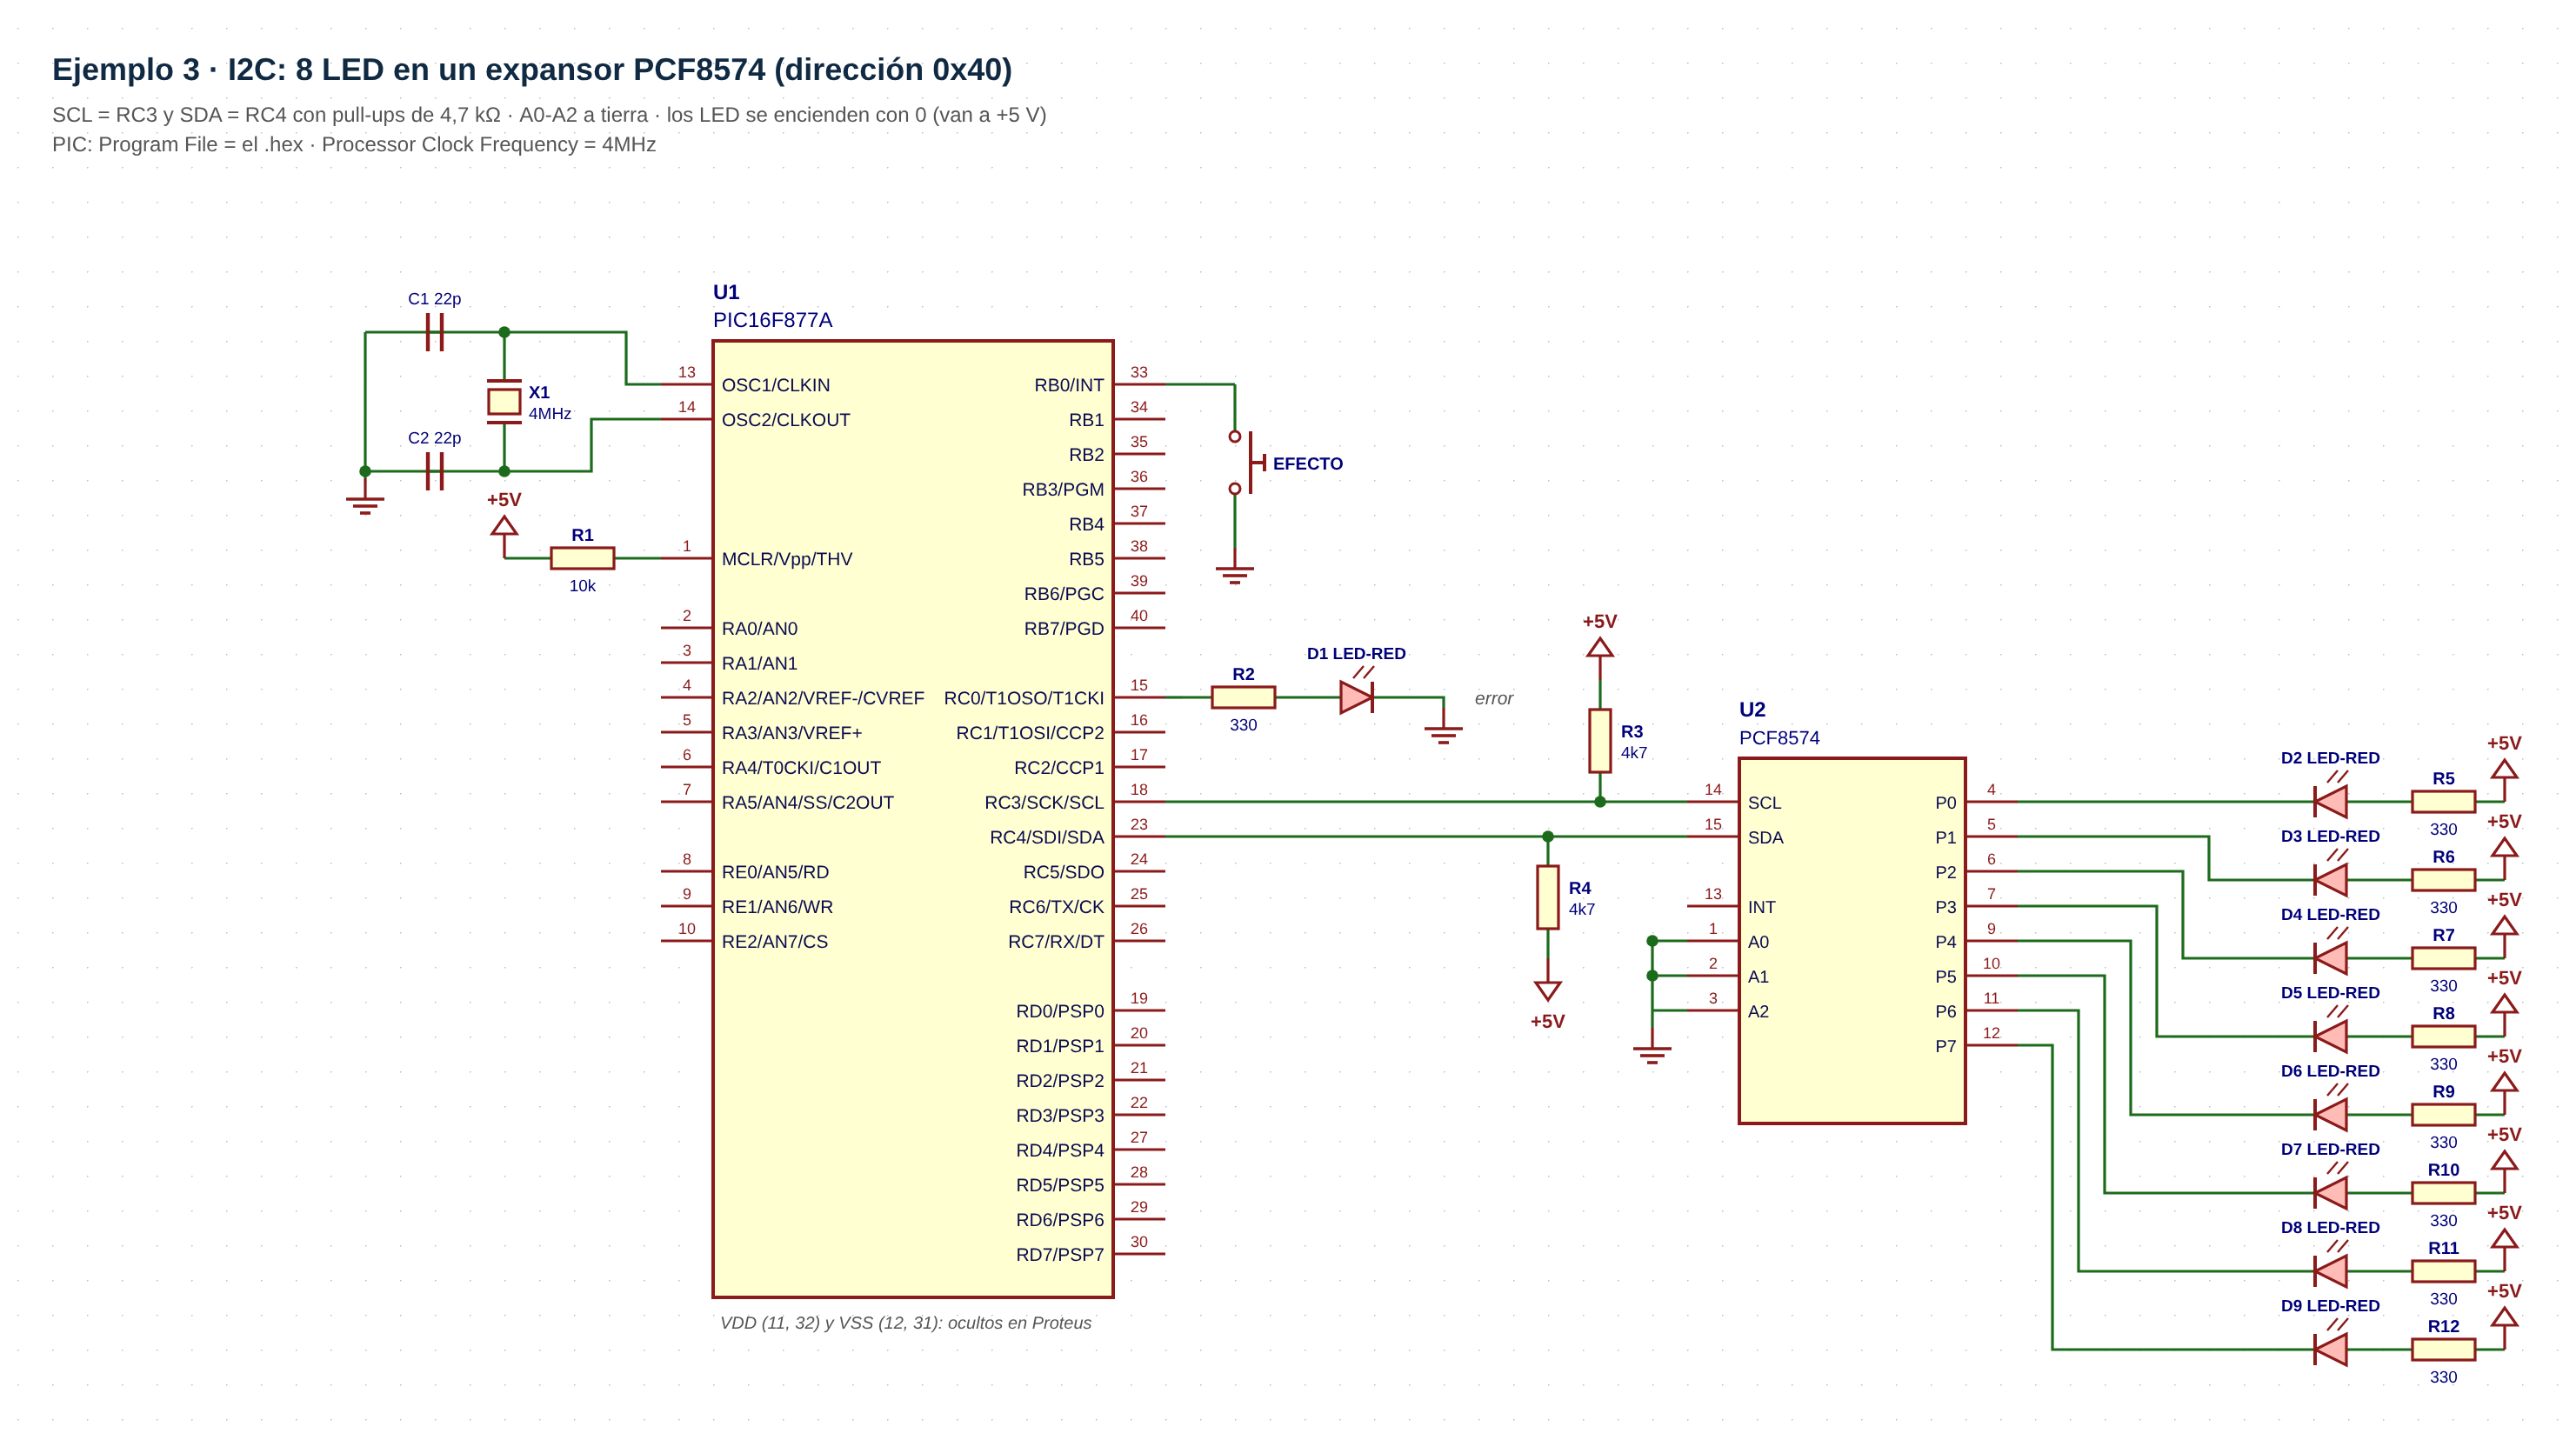 Ejemplo 3 · I2C: 8 LED en un expansor PCF8574 (dirección 0x40)
SCL = RC3 y SDA = RC4 con pull-ups de 4,7 kΩ · A0-A2 a tierra · los LED se encienden con 0 (van a +5 V)
PIC: Program File = el .hex · Processor Clock Frequency = 4MHz
C1 22p
X1
4MHz
C2 22p
+5V
R1
10k
U1
PIC16F877A
13 OSC1/CLKIN
14 OSC2/CLKOUT
1 MCLR/Vpp/THV
2 RA0/AN0
3 RA1/AN1
4 RA2/AN2/VREF-/CVREF
5 RA3/AN3/VREF+
6 RA4/T0CKI/C1OUT
7 RA5/AN4/SS/C2OUT
8 RE0/AN5/RD
9 RE1/AN6/WR
10 RE2/AN7/CS
RB0/INT 33
RB1 34
RB2 35
RB3/PGM 36
RB4 37
RB5 38
RB6/PGC 39
RB7/PGD 40
RC0/T1OSO/T1CKI 15
RC1/T1OSI/CCP2 16
RC2/CCP1 17
RC3/SCK/SCL 18
RC4/SDI/SDA 23
RC5/SDO 24
RC6/TX/CK 25
RC7/RX/DT 26
RD0/PSP0 19
RD1/PSP1 20
RD2/PSP2 21
RD3/PSP3 22
RD4/PSP4 27
RD5/PSP5 28
RD6/PSP6 29
RD7/PSP7 30
VDD (11, 32) y VSS (12, 31): ocultos en Proteus
EFECTO
R2
330
D1 LED-RED
error
+5V
R3
4k7
R4
4k7
+5V
U2
PCF8574
14 SCL
15 SDA
13 INT
1 A0
2 A1
3 A2
P0 4
P1 5
P2 6
P3 7
P4 9
P5 10
P6 11
P7 12
+5V
D2 LED-RED
R5
330
+5V
D3 LED-RED
R6
330
+5V
D4 LED-RED
R7
330
+5V
D5 LED-RED
R8
330
+5V
D6 LED-RED
R9
330
+5V
D7 LED-RED
R10
330
+5V
D8 LED-RED
R11
330
+5V
D9 LED-RED
R12
330